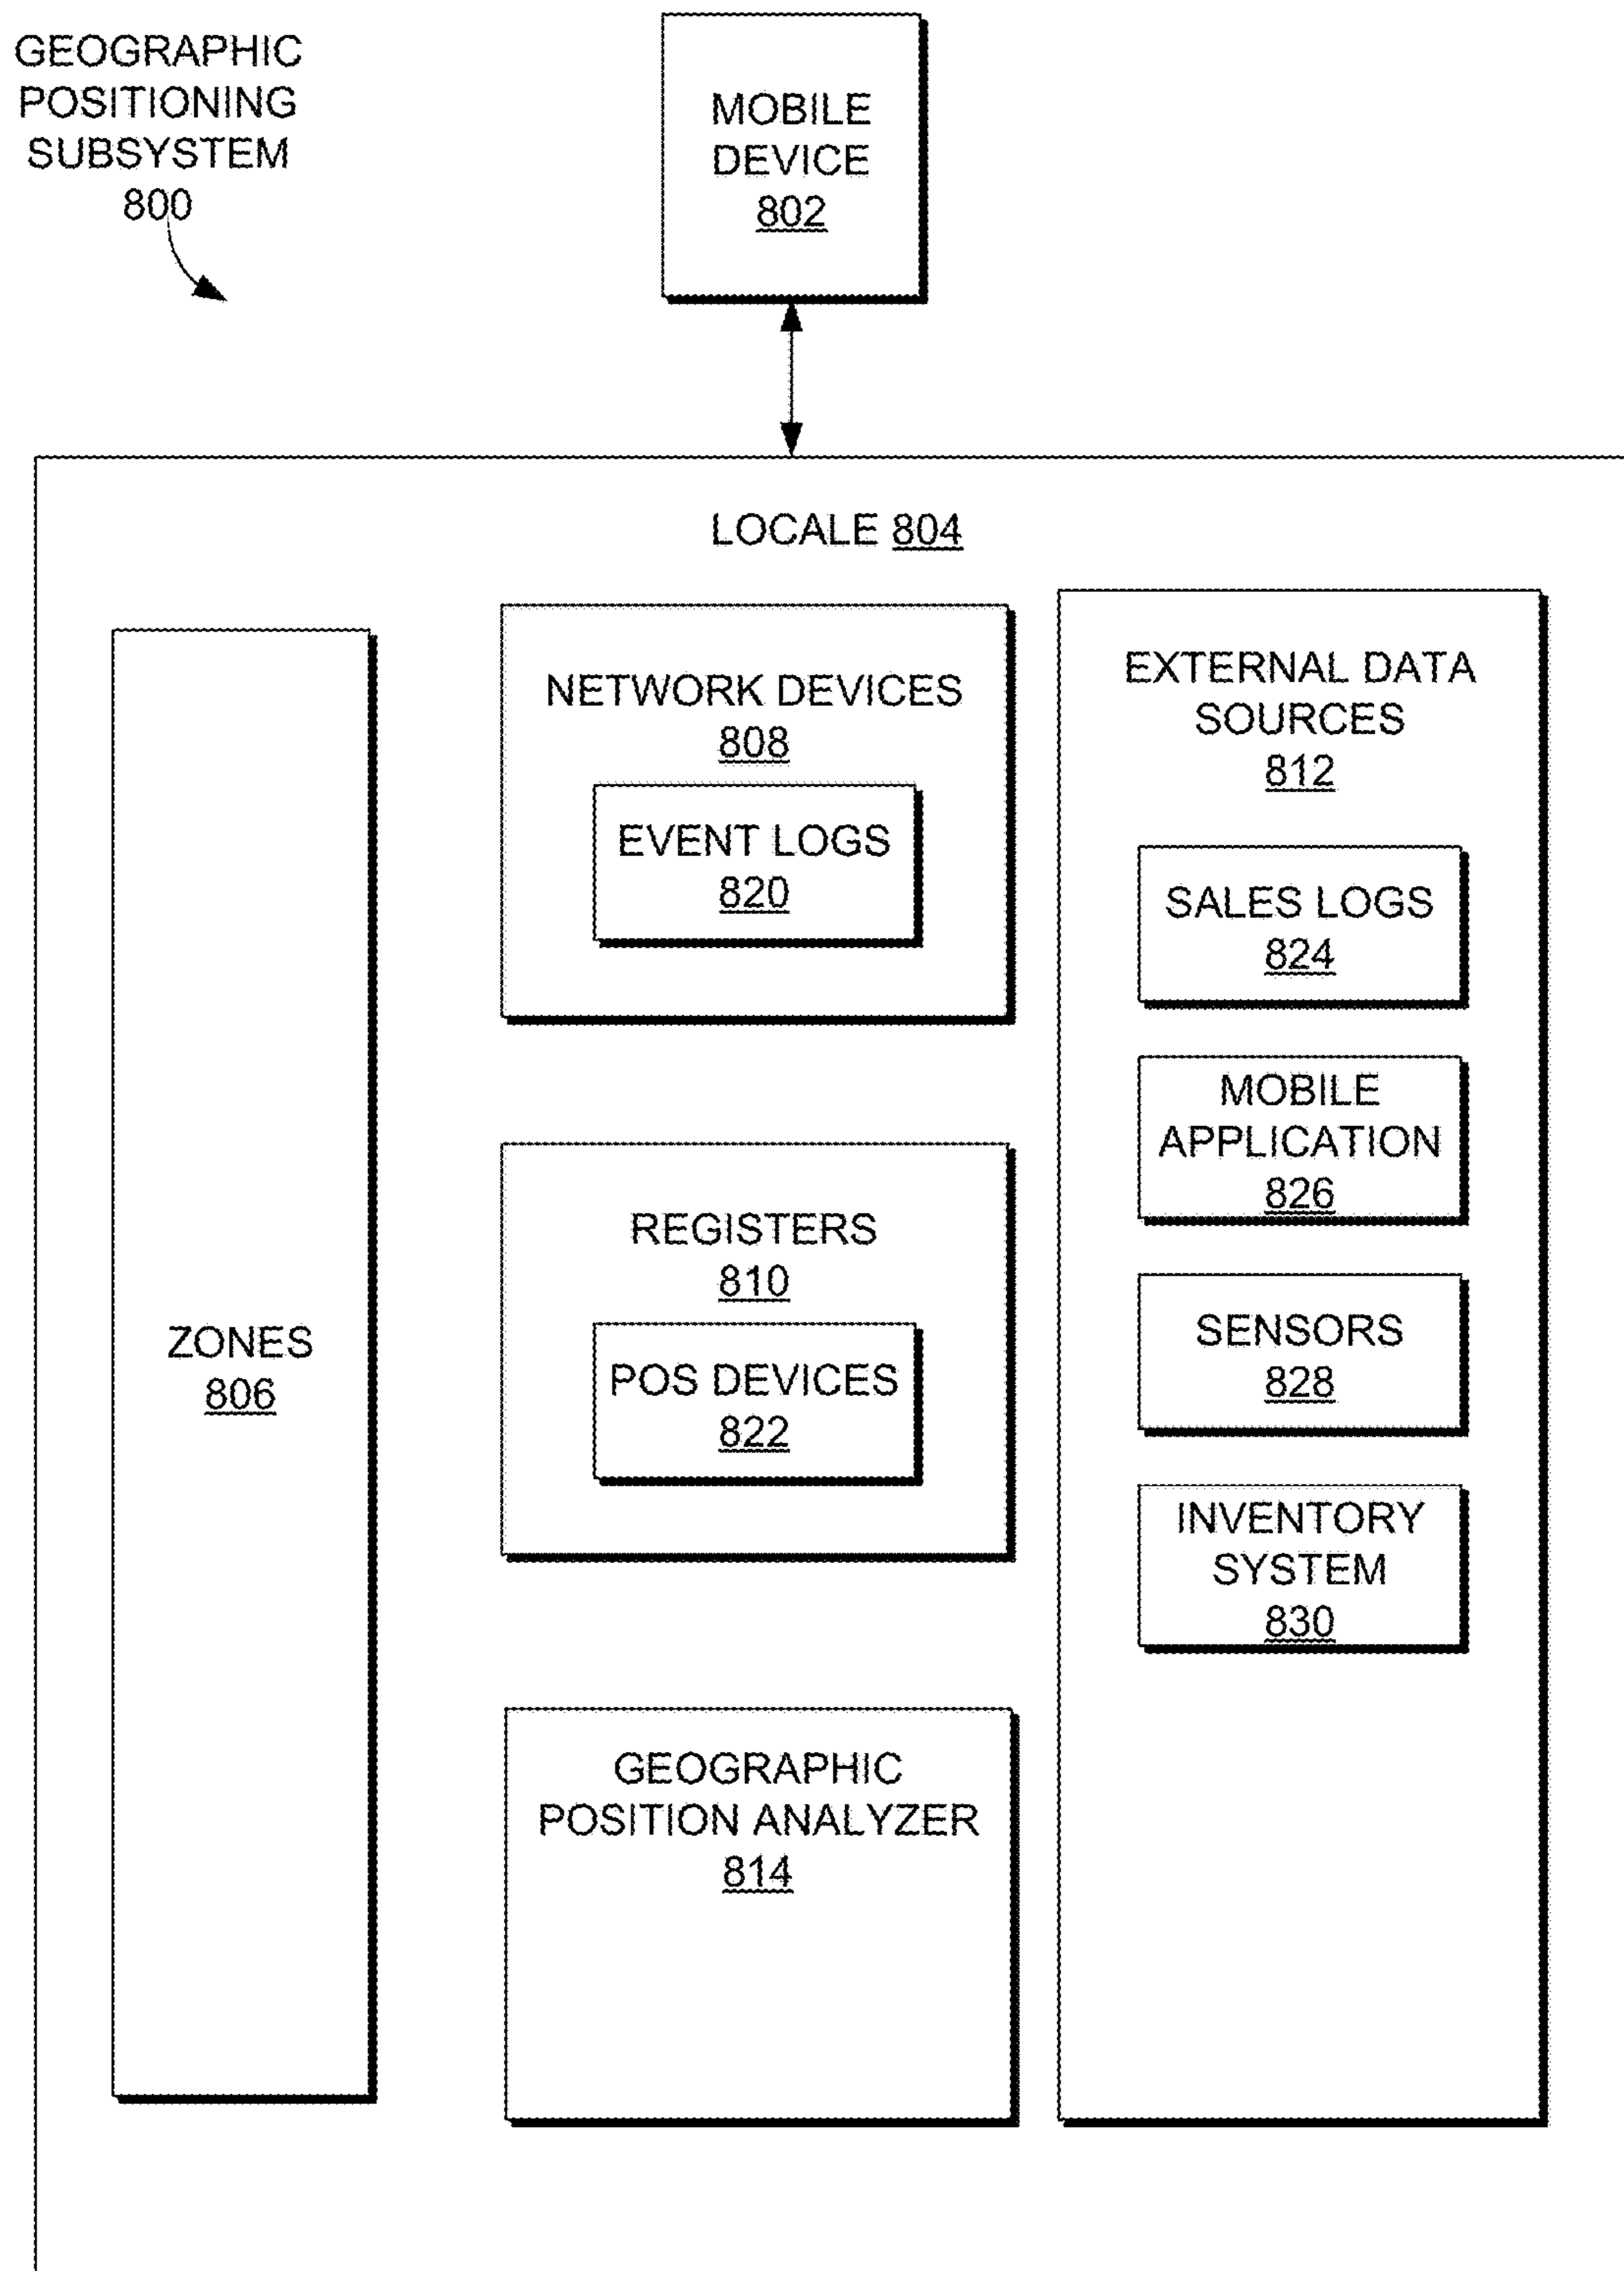 GEOGRAPHIC
POSITIONING
SUBSYSTEM
800
MOBILE
DEVICE
802
LOCALE 804
ZONES
806
NETWORK DEVICES
808
EVENT LOGS
820
REGISTERS
810
POS DEVICES
822
GEOGRAPHIC
POSITION ANALYZER
814
EXTERNAL DATA
SOURCES
812
SALES LOGS
824
MOBILE
APPLICATION
826
SENSORS
828
INVENTORY
SYSTEM
830